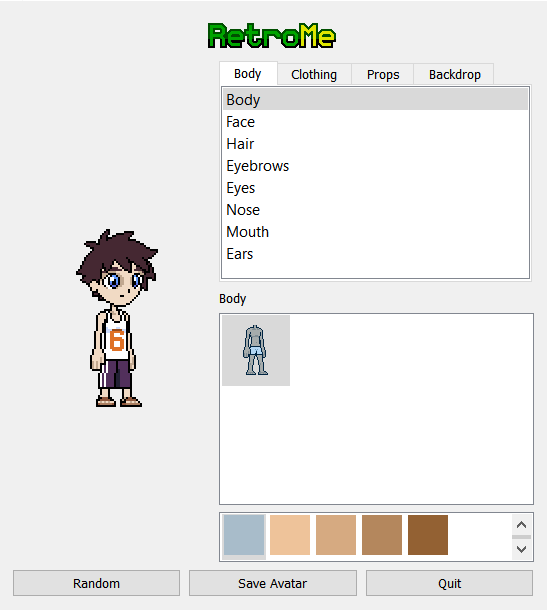 RetroMe
Body Clothing Props Backdrop
Body
Face
Hair
Eyebrows
Eyes
Nose
Mouth
Ears
6
Body
Random Save Avatar Quit